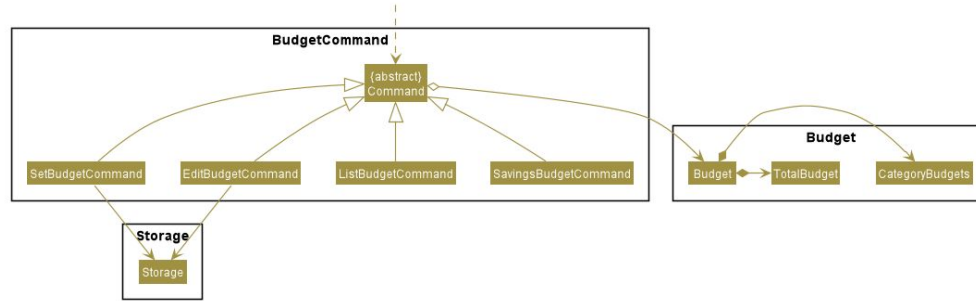 BudgetCommand
{abstract}
Command
SetBudgetCommand
EditBudgetCommand
ListBudgetCommand
SavingsBudgetCommand
Budget
Budget
TotalBudget
CategoryBudgets
Storage
Storage